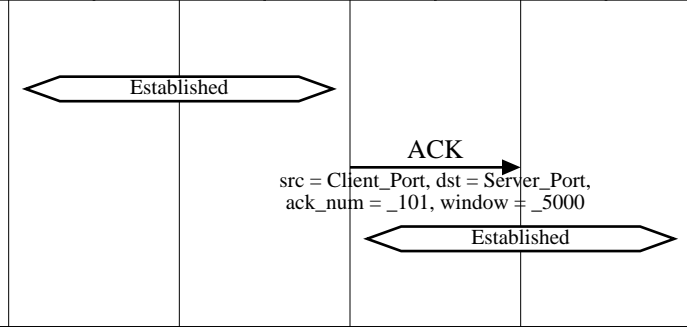 Established
ACK
src = Client_Port, dst = Server_Port,
ack_num = _101, window = _5000
Established